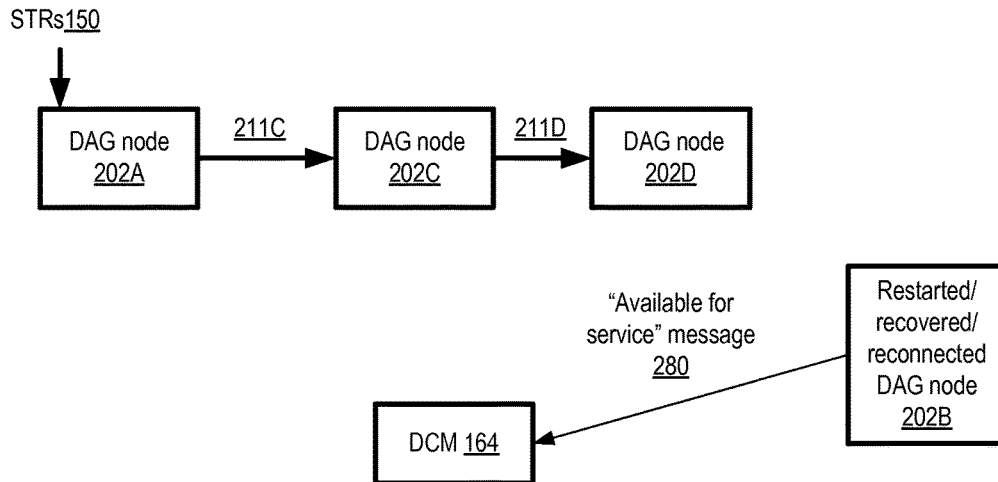 STRs150
DAG node
202A
211C
DAG node
202C
211D
DAG node
202D
"Available for
service" message
280
Restarted/
recovered/
reconnected
DAG node
202B
DCM 164